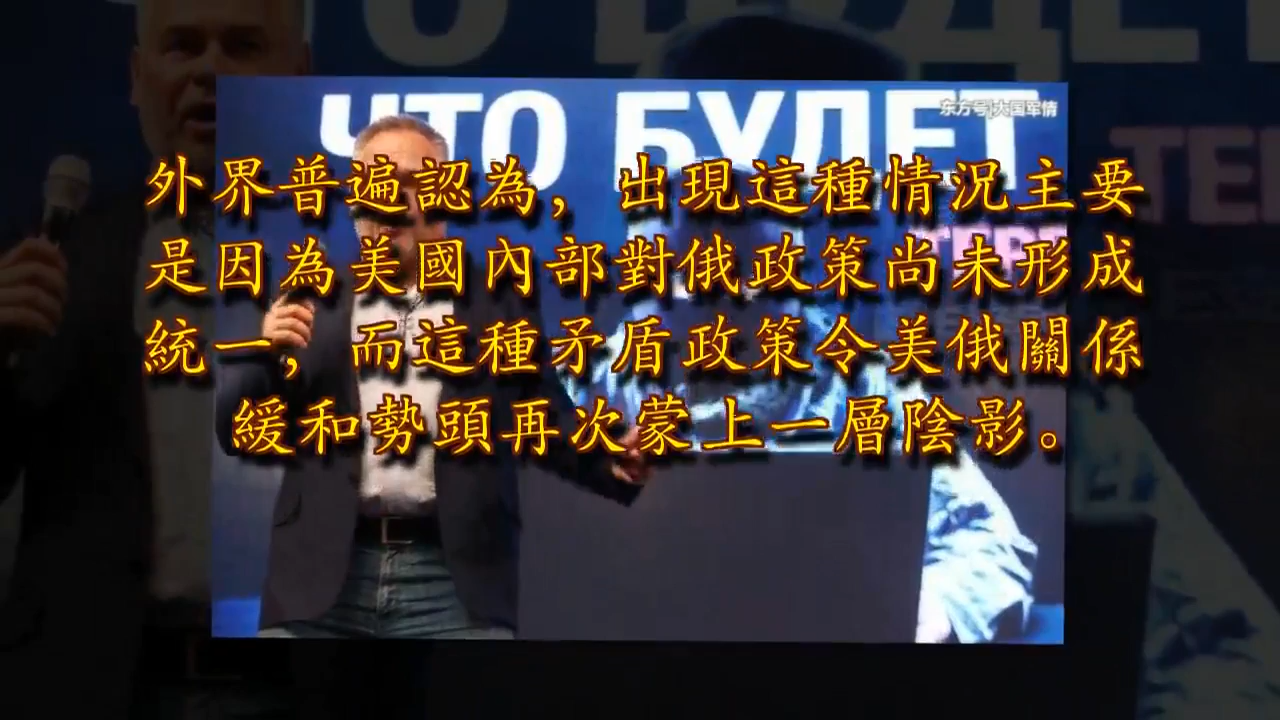 ЧТО БУДЕТ
东方号|大国军情
外界普遍認為，出現這種情況主要
是因為美國內部對俄政策尚未形成
統一，而這種矛盾政策令美俄關係
緩和勢頭再次蒙上一層陰影。